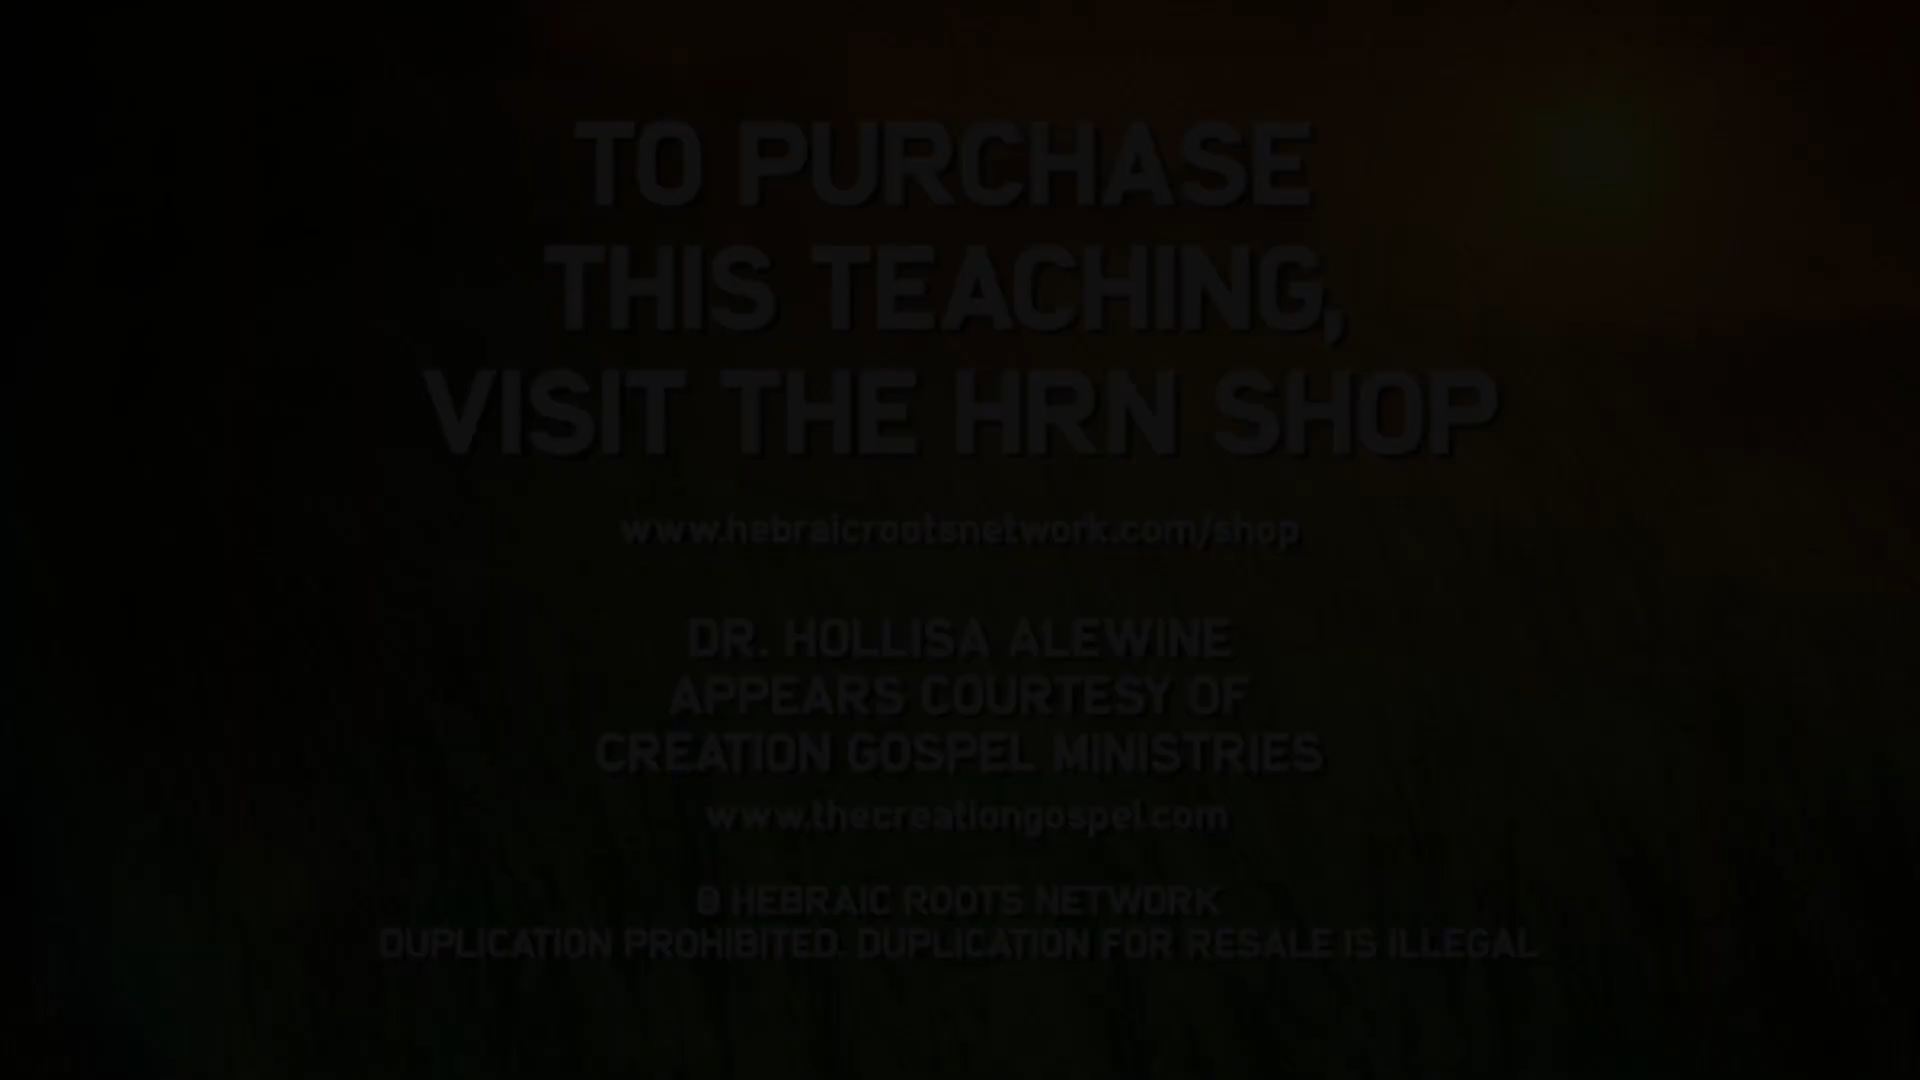 TO PURCHASE
THIS TEACHING,
VISIT THE HRN SHOP
www.hebraicrootsnetwork.com/shop
DR. HOLLISA ALEWINE
APPEARS COURTESY OF
CREATION GOSPEL MINISTRIES
www.thecreationgospel.com
© HEBRAIC ROOTS NETWORK
DUPLICATION PROHIBITED. DUPLICATION FOR RESALE IS ILLEGAL